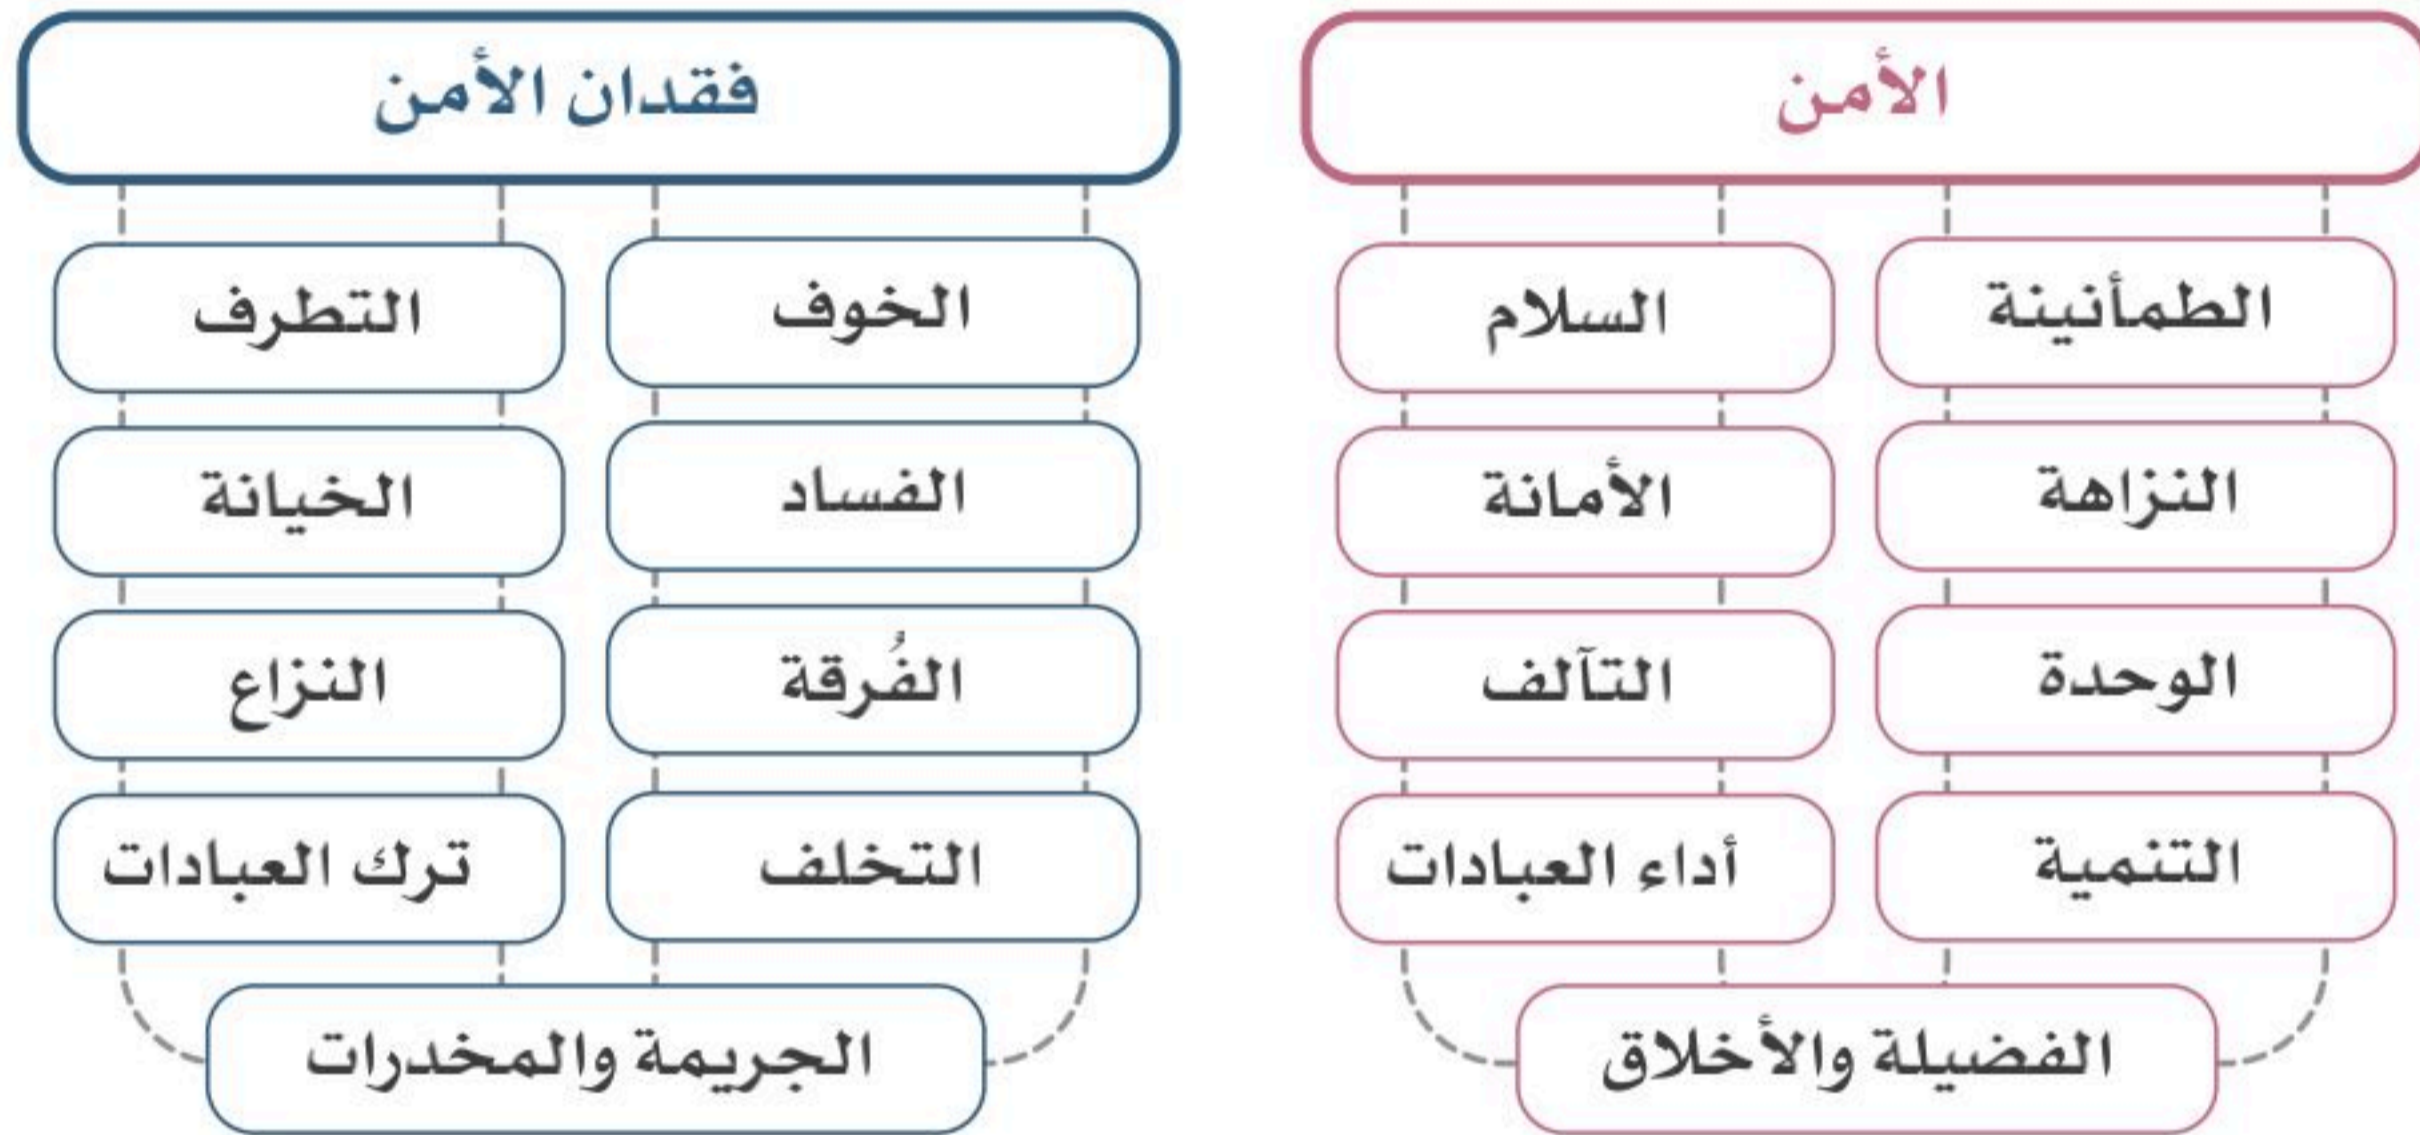 الأمن
الطمأنينة
السلام
النزاهة
الأمانة
الوحدة
التآلف
التنمية
أداء العبادات
الفضيلة والأخلاق
فقدان الأمن
الخوف
التطرف
الفساد
الخيانة
الفُرقة
النزاع
التخلف
ترك العبادات
الجريمة والمخدرات